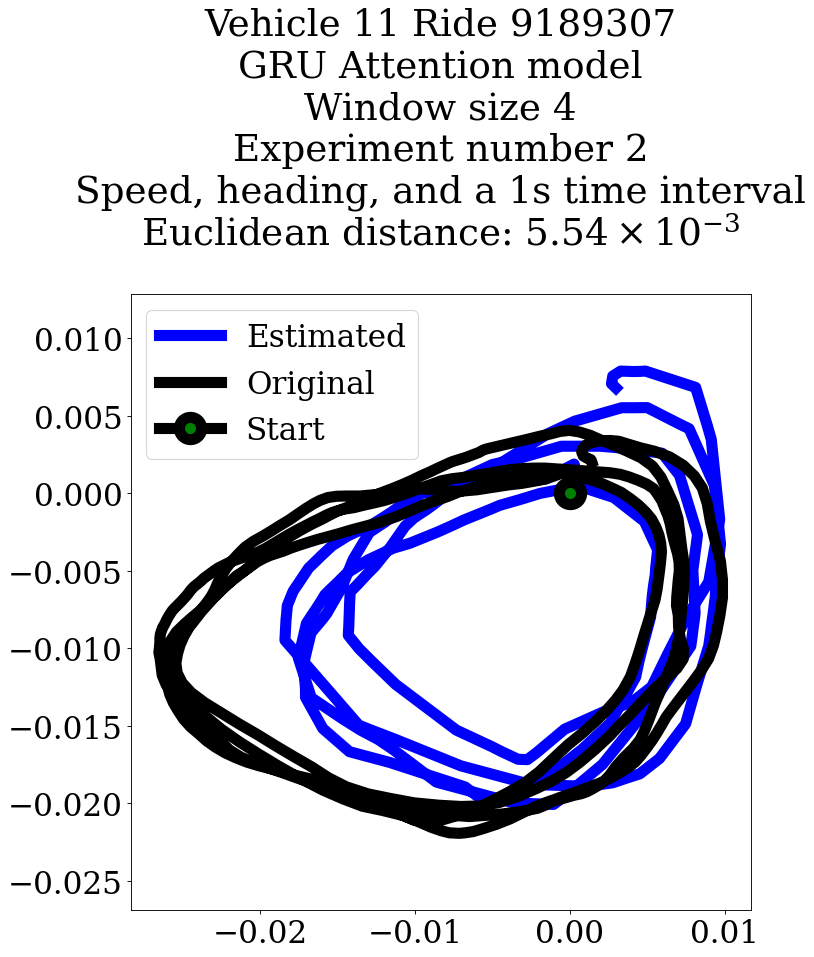 Vehicle 11 Ride 9189307
GRU Attention model
Window size 4
Experiment number 2
Speed, heading, and a 1s time interval
Euclidean distance: 5.54 × 10⁻³
Estimated
Original
Start
0.010
0.005
0.000
−0.005
−0.010
−0.015
−0.020
−0.025
−0.02
−0.01
0.00
0.01